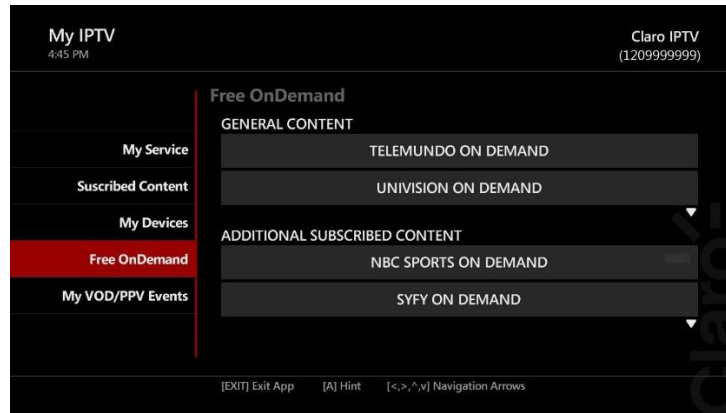 My IPTV
4:45 PM
Claro IPTV
(1209999999)
Free OnDemand
GENERAL CONTENT
TELEMUNDO ON DEMAND
UNIVISION ON DEMAND
ADDITIONAL SUBSCRIBED CONTENT
NBC SPORTS ON DEMAND
SYFY ON DEMAND
My Service
Suscribed Content
My Devices
Free OnDemand
My VOD/PPV Events
Claro
[EXIT] Exit App [A] Hint [<,>,^,v] Navigation Arrows